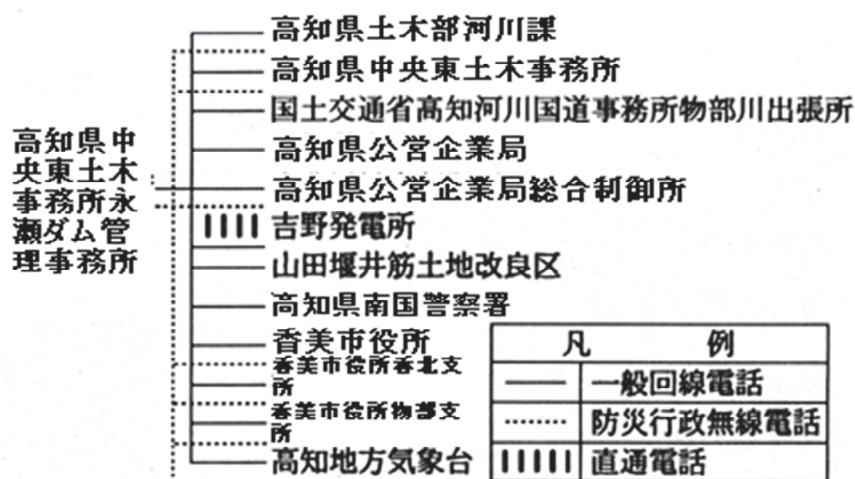 高知県中
央東土木
事務所永
瀬ダム管
理事務所
高知県土木部河川課
高知県中央東土木事務所
国土交通省高知河川国道事務所物部川出張所
高知県公営企業局
高知県公営企業局総合制御所
吉野発電所
山田堰井筋土地改良区
高知県南国警察署
香美市役所
香美市役所香北支
所
香美市役所物部支
所
高知地方気象台
凡 例
一般回線電話
防災行政無線電話
直通電話